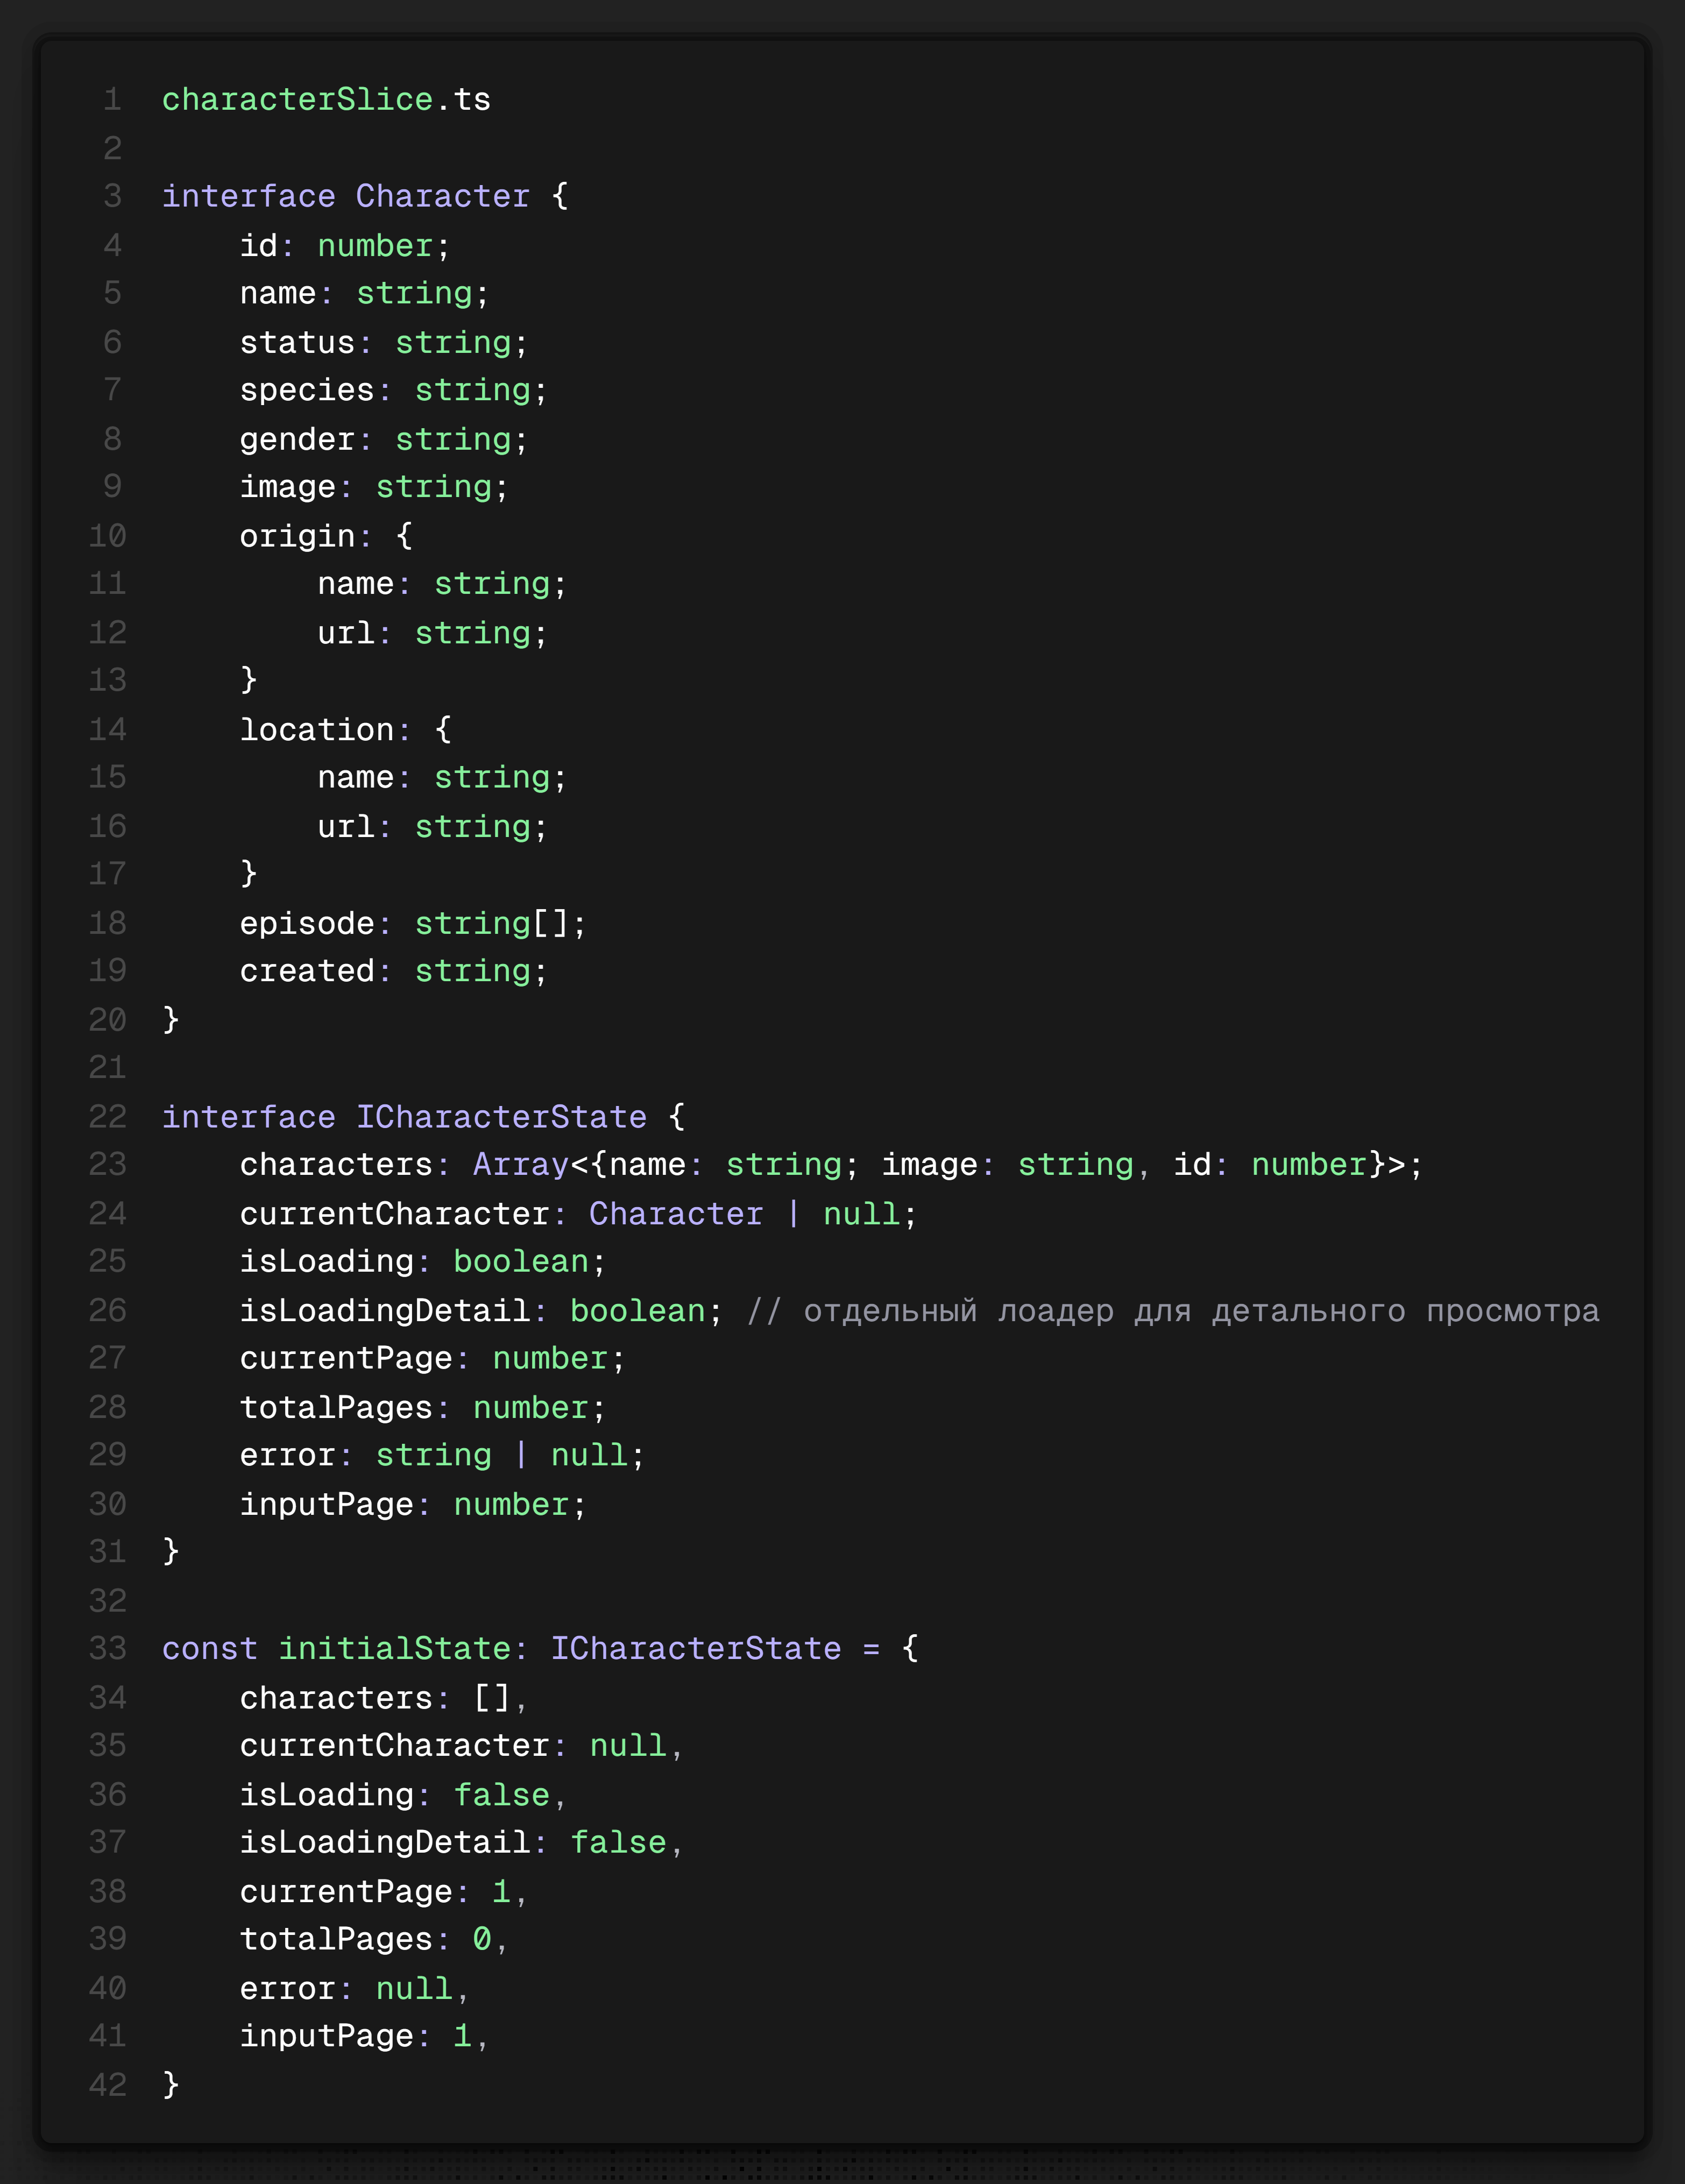 1 characterSlice.ts
2
3 interface Character {
4     id: number;
5     name: string;
6     status: string;
7     species: string;
8     gender: string;
9     image: string;
10     origin: {
11         name: string;
12         url: string;
13     }
14     location: {
15         name: string;
16         url: string;
17     }
18     episode: string[];
19     created: string;
20 }
21
22 interface ICharacterState {
23     characters: Array<{name: string; image: string, id: number}>;
24     currentCharacter: Character | null;
25     isLoading: boolean;
26     isLoadingDetail: boolean; // отдельный лоадер для детального просмотра
27     currentPage: number;
28     totalPages: number;
29     error: string | null;
30     inputPage: number;
31 }
32
33 const initialState: ICharacterState = {
34     characters: [],
35     currentCharacter: null,
36     isLoading: false,
37     isLoadingDetail: false,
38     currentPage: 1,
39     totalPages: 0,
40     error: null,
41     inputPage: 1,
42 }